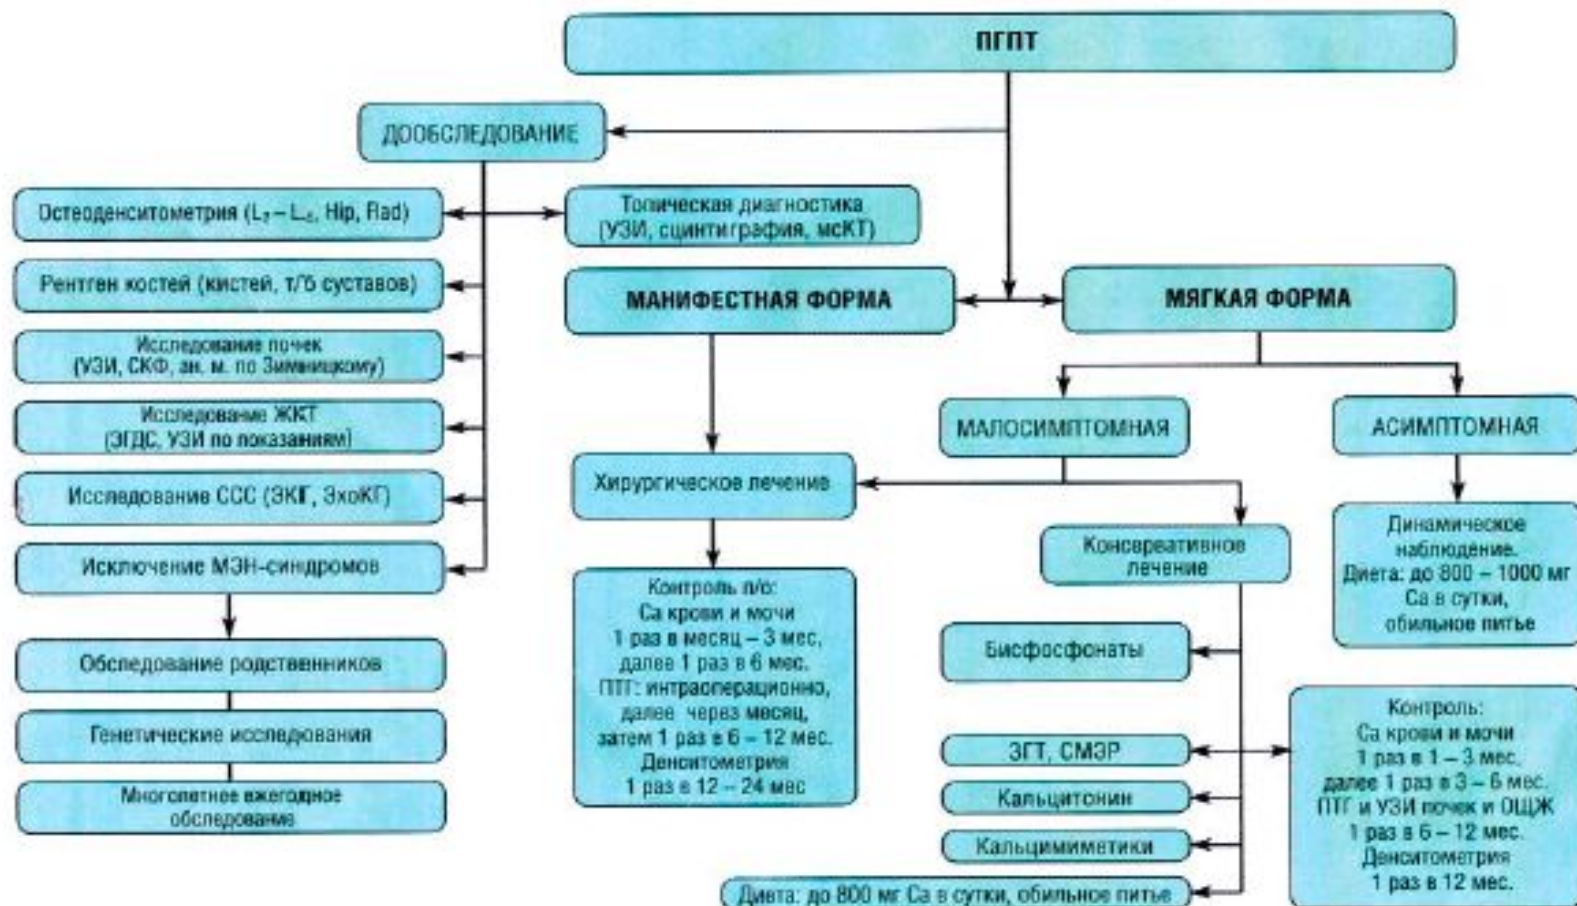 ПГПТ
ДООБСЛЕДОВАНИЕ
Остеоденситометрия (L₂ – L₄, Hip, Rad)
Топическая диагностика
(УЗИ, сцинтиграфия, мсКТ)
Рентген костей (кистей, т/б суставов)
Исследование почек
(УЗИ, СКФ, ан. м. по Зимницкому)
Исследование ЖКТ
(ЭГДС, УЗИ по показаниям)
Исследование ССС (ЭКГ, ЭхоКГ)
Исключение МЭН-синдромов
Обследование родственников
Генетические исследования
Многолетнее ежегодное
обследование
МАНИФЕСТНАЯ ФОРМА
МЯГКАЯ ФОРМА
МАЛОСИМПТОМНАЯ
АСИМПТОМНАЯ
Хирургическое лечение
Контроль п/о:
Ca крови и мочи
1 раз в месяц – 3 мес,
далее 1 раз в 6 мес.
ПТГ: интраоперационно,
далее через месяц,
затем 1 раз в 6 – 12 мес.
Денситометрия
1 раз в 12 – 24 мес
Консервативное
лечение
Бисфосфонаты
ЗГТ, СМЭР
Кальцитонин
Кальцимиметики
Диета: до 800 мг Ca в сутки, обильное питье
Динамическое
наблюдение.
Диета: до 800 – 1000 мг
Ca в сутки,
обильное питье
Контроль:
Ca крови и мочи
1 раз в 1 – 3 мес,
далее 1 раз в 3 – 6 мес.
ПТГ и УЗИ почек и ОЩЖ
1 раз в 6 – 12 мес.
Денситометрия
1 раз в 12 мес.